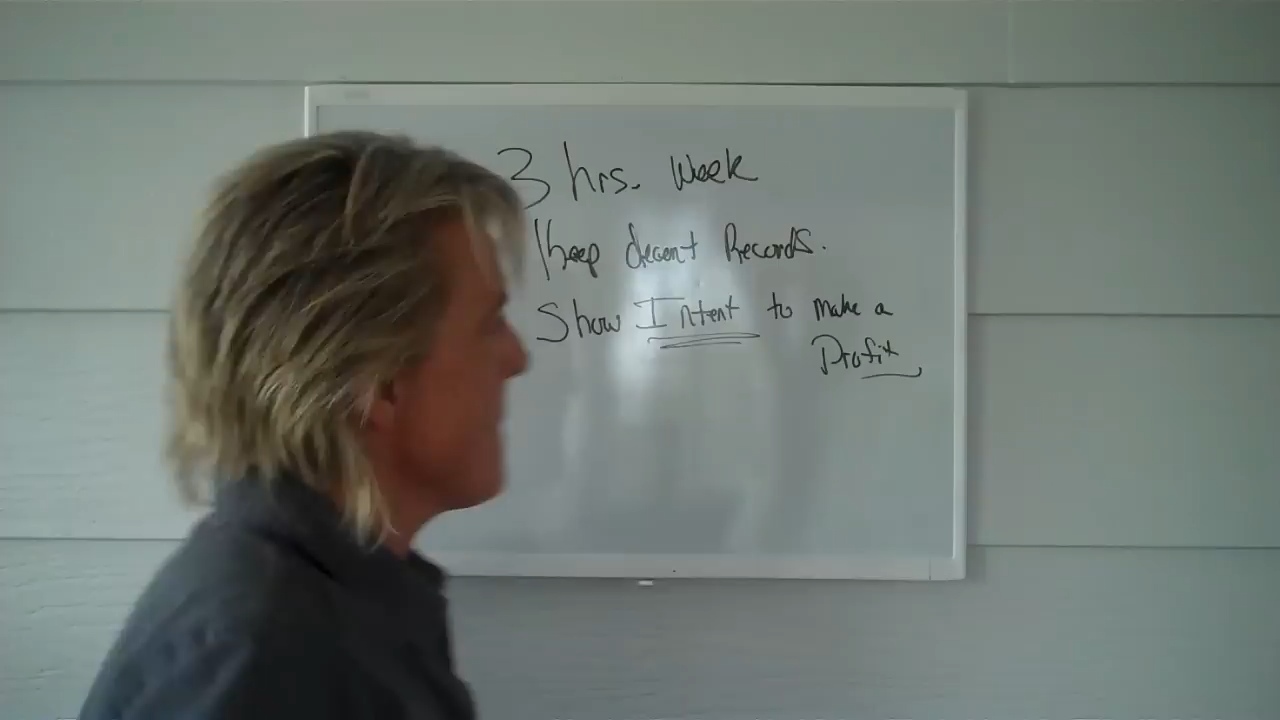 3 hrs. Week
Keep decent Records.
Show Intent to make a
Profit